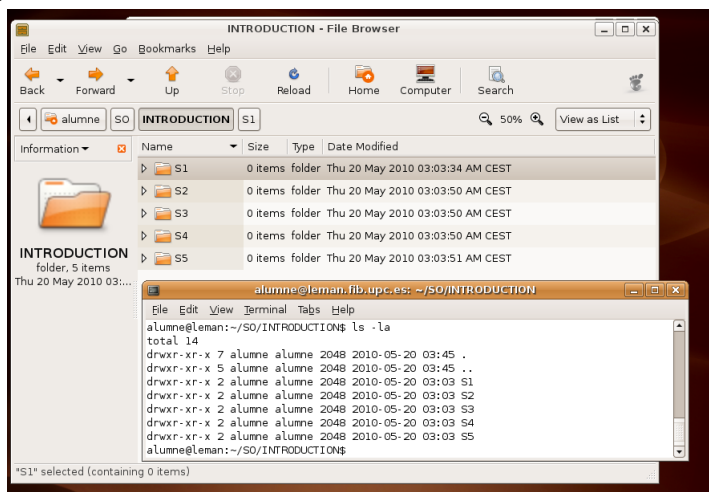 INTRODUCTION - File Browser
File Edit View Go Bookmarks Help
Back Forward Up Stop Reload Home Computer Search
alumne SO INTRODUCTION S1 50% View as List
Information Name Size Type Date Modified
S1 0 items folder Thu 20 May 2010 03:03:34 AM CEST
S2 0 items folder Thu 20 May 2010 03:03:50 AM CEST
S3 0 items folder Thu 20 May 2010 03:03:50 AM CEST
S4 0 items folder Thu 20 May 2010 03:03:50 AM CEST
S5 0 items folder Thu 20 May 2010 03:03:51 AM CEST
INTRODUCTION
folder, 5 items
Thu 20 May 2010 03:...
alumne@leman.fib.upc.es: ~/SO/INTRODUCTION
File Edit View Terminal Tabs Help
alumne@leman:~/SO/INTRODUCTION$ ls -la
total 14
drwxr-xr-x 7 alumne alumne 2048 2010-05-20 03:45 .
drwxr-xr-x 5 alumne alumne 2048 2010-05-20 03:45 ..
drwxr-xr-x 2 alumne alumne 2048 2010-05-20 03:03 S1
drwxr-xr-x 2 alumne alumne 2048 2010-05-20 03:03 S2
drwxr-xr-x 2 alumne alumne 2048 2010-05-20 03:03 S3
drwxr-xr-x 2 alumne alumne 2048 2010-05-20 03:03 S4
drwxr-xr-x 2 alumne alumne 2048 2010-05-20 03:03 S5
alumne@leman:~/SO/INTRODUCTION$
"S1" selected (containing 0 items)